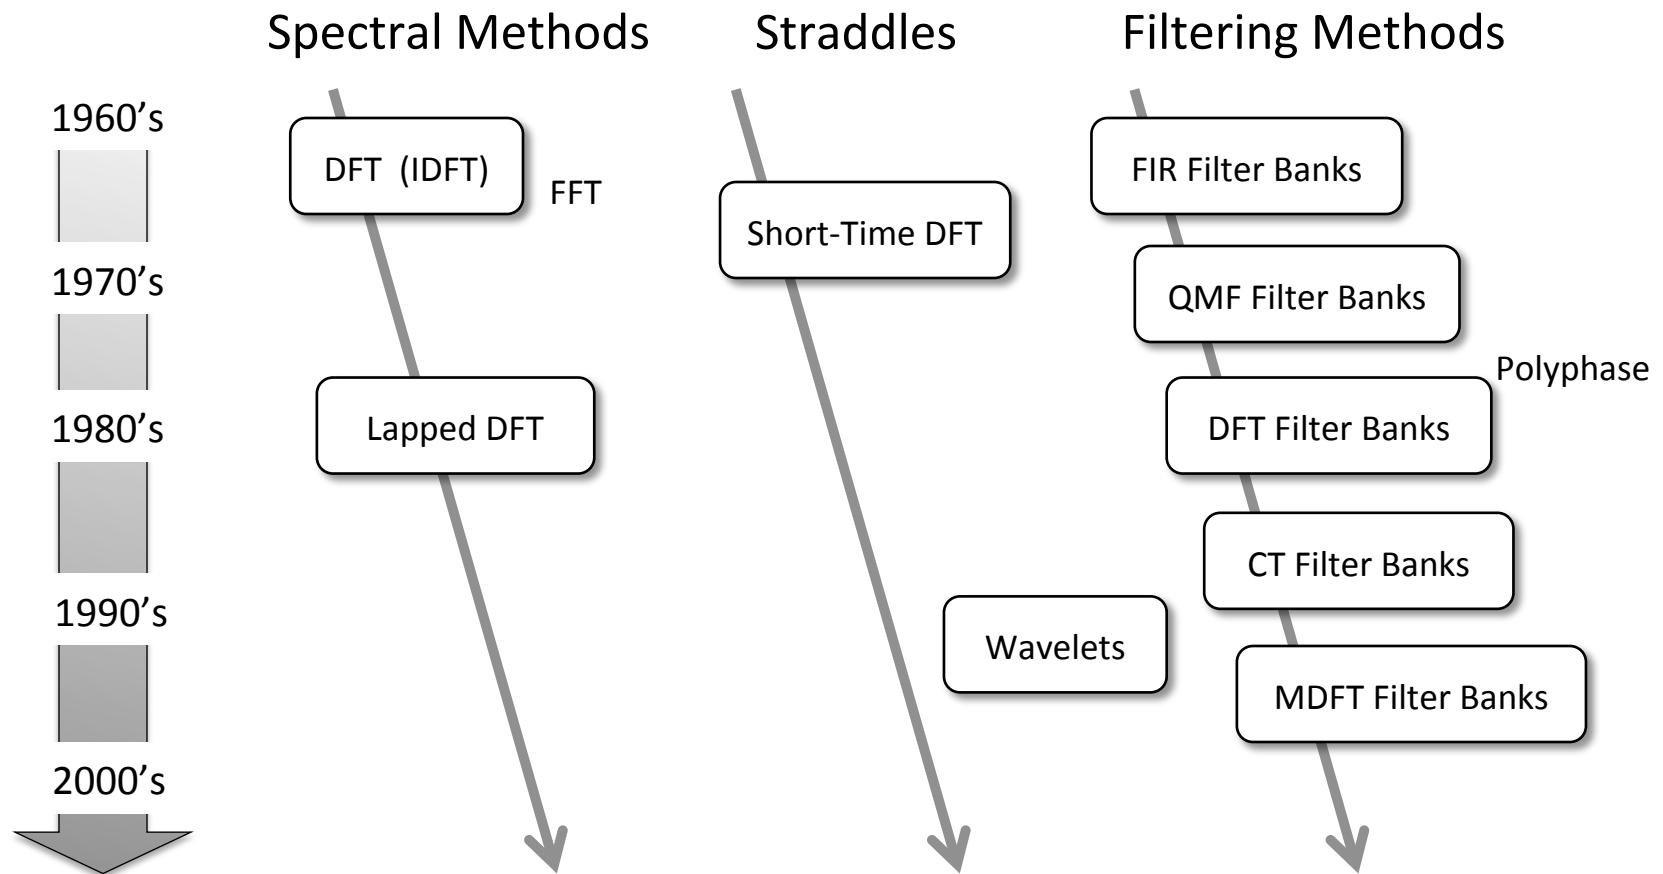 Spectral Methods
Straddles
Filtering Methods
1960’s
DFT  (IDFT)
FFT
FIR Filter Banks
Short-Time DFT
1970’s
QMF Filter Banks
Polyphase
1980’s
Lapped DFT
DFT Filter Banks
CT Filter Banks
1990’s
Wavelets
MDFT Filter Banks
2000’s